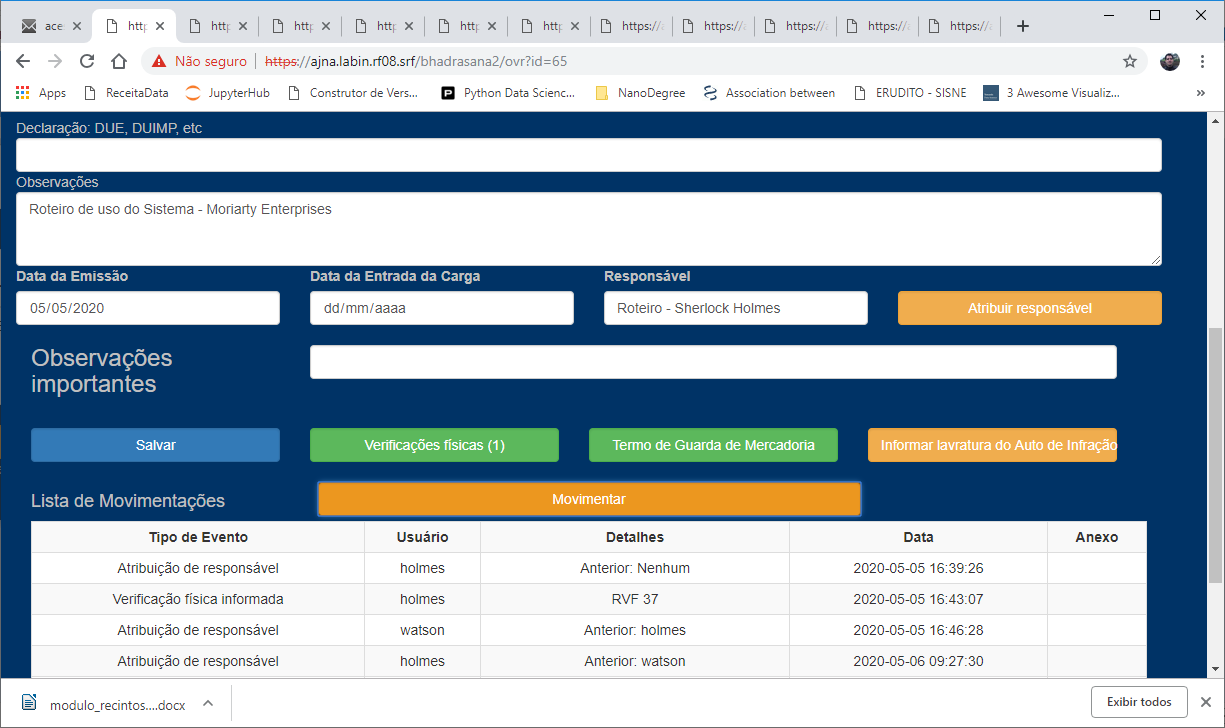 ace
http
http
http
http
http
http
https://
https://
https://
https://
https://
Não seguro
https://ajna.labin.rf08.srf/bhadrasana2/ovr?id=65
Apps
ReceitaData
JupyterHub
Construtor de Vers...
Python Data Scienc...
NanoDegree
Association between
ERUDITO - SISNE
3 Awesome Visualiz...
»
Declaração: DUE, DUIMP, etc
Observações
Roteiro de uso do Sistema - Moriarty Enterprises
Data da Emissão Data da Entrada da Carga Responsável
05/05/2020 dd/mm/aaaa Roteiro - Sherlock Holmes Atribuir responsável
Observações
importantes
Salvar Verificações físicas (1) Termo de Guarda de Mercadoria Informar lavratura do Auto de Infração
Lista de Movimentações Movimentar
Tipo de Evento Usuário Detalhes Data Anexo
Atribuição de responsável holmes Anterior: Nenhum 2020-05-05 16:39:26
Verificação física informada holmes RVF 37 2020-05-05 16:43:07
Atribuição de responsável watson Anterior: holmes 2020-05-05 16:46:28
Atribuição de responsável holmes Anterior: watson 2020-05-06 09:27:30
modulo_recintos....docx
Exibir todos